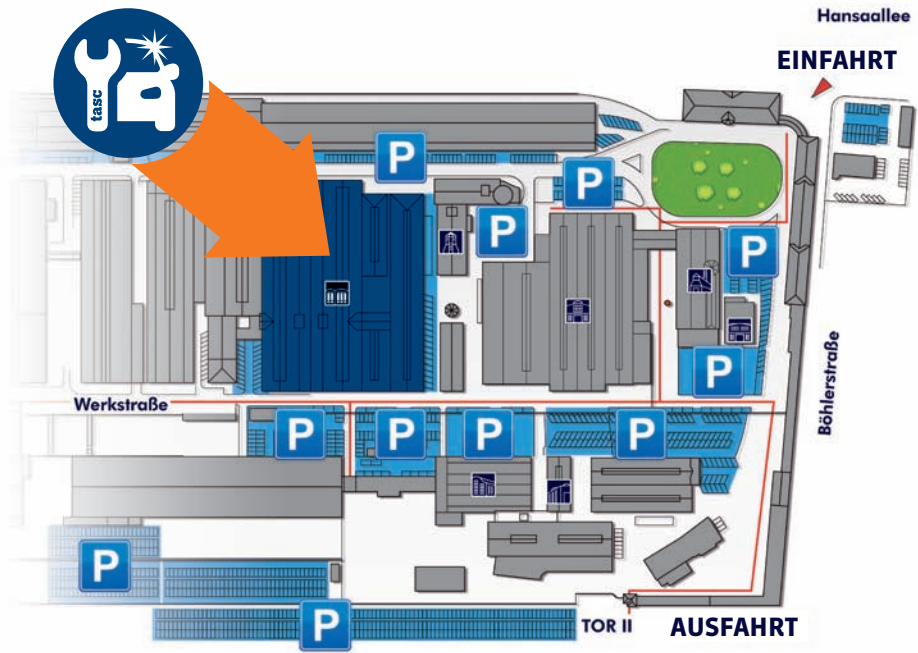 Hansaallee
EINFAHRT
tasc
P
P
P
P
P
Böhlerstraße
Werkstraße
P
P
P
P
P
P
TOR II
AUSFAHRT